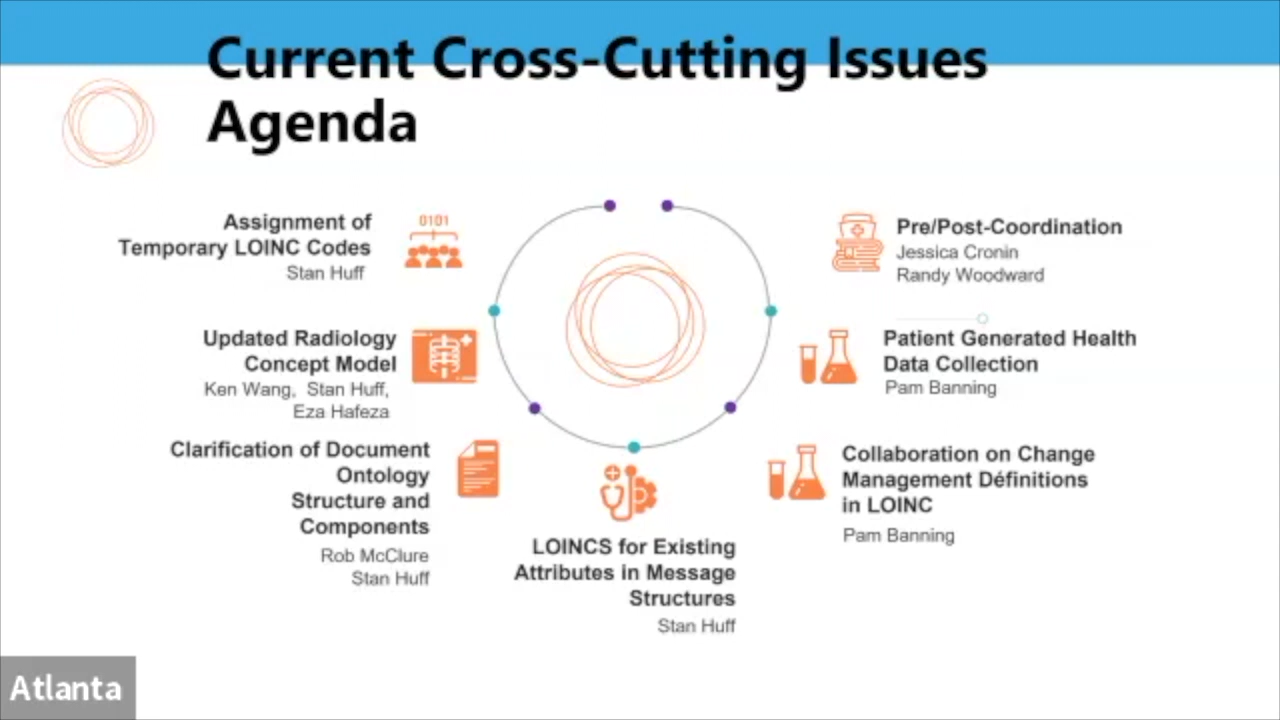 Current Cross-Cutting Issues
Agenda
Assignment of
Temporary LOINC Codes
Stan Huff
0101
Updated Radiology
Concept Model
Ken Wang, Stan Huff,
Eza Hafeza
Clarification of Document
Ontology
Structure and
Components
Rob McClure
Stan Huff
LOINCS for Existing
Attributes in Message
Structures
Stan Huff
Pre/Post-Coordination
Jessica Cronin
Randy Woodward
Patient Generated Health
Data Collection
Pam Banning
Collaboration on Change
Management Définitions
in LOINC
Pam Banning
Atlanta